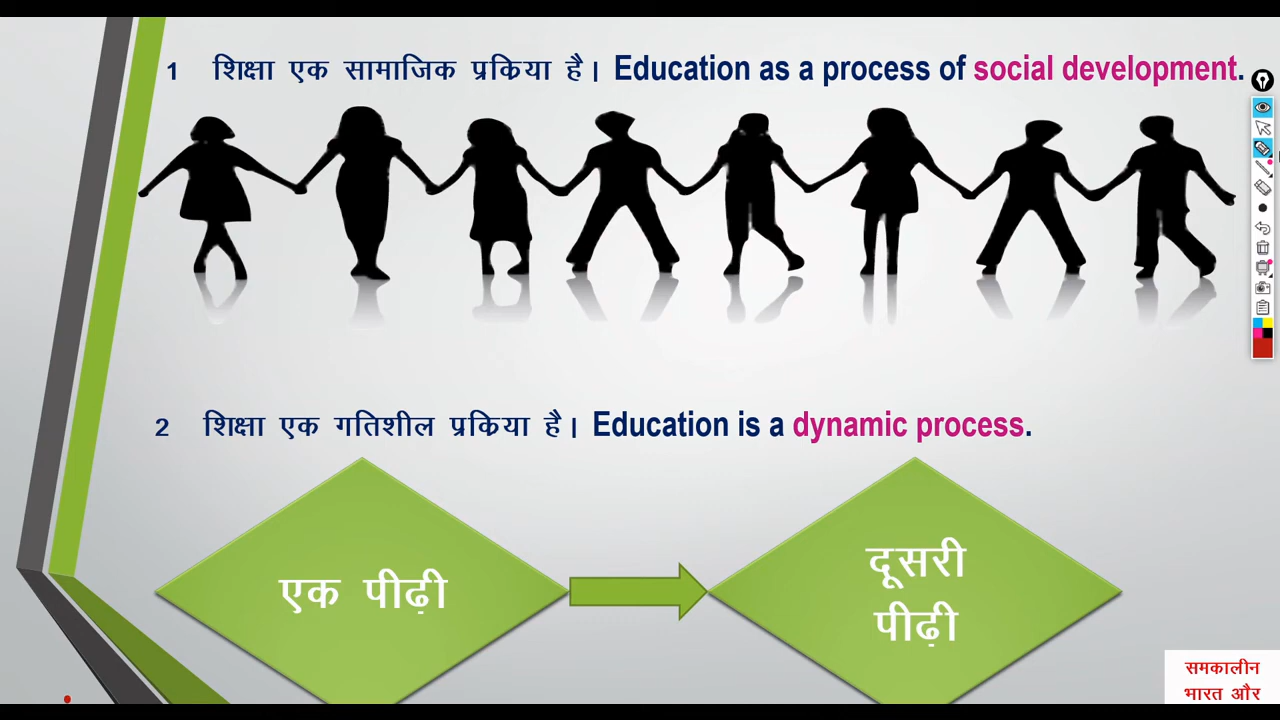 1 शिक्षा एक सामाजिक प्रकिया है। Education as a process of social development.
2 शिक्षा एक गतिशील प्रकिया है। Education is a dynamic process.
एक पीढ़ी
दूसरी
पीढ़ी
समकालीन
भारत और